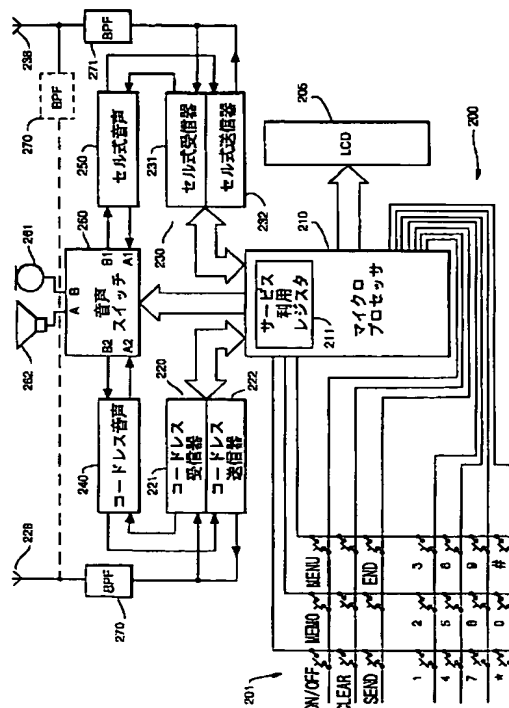 228
238
BPF
270
BPF
270
BPF
271
262
261
A
B
260
音声
スイッチ
B2
A2
B1
A1
240
コードレス音声
250
セル式音声
220
221
コードレス
受信器
コードレス
送信器
222
230
231
セル式受信器
セル式送信器
232
210
サービス
利用
レジスタ
211
マイクロ
プロセッサ
LCD
205
200
201
ON/OFF MEMO MENU
CLEAR
SEND END
1 2 3
4 5 6
7 8 9
* 0 #